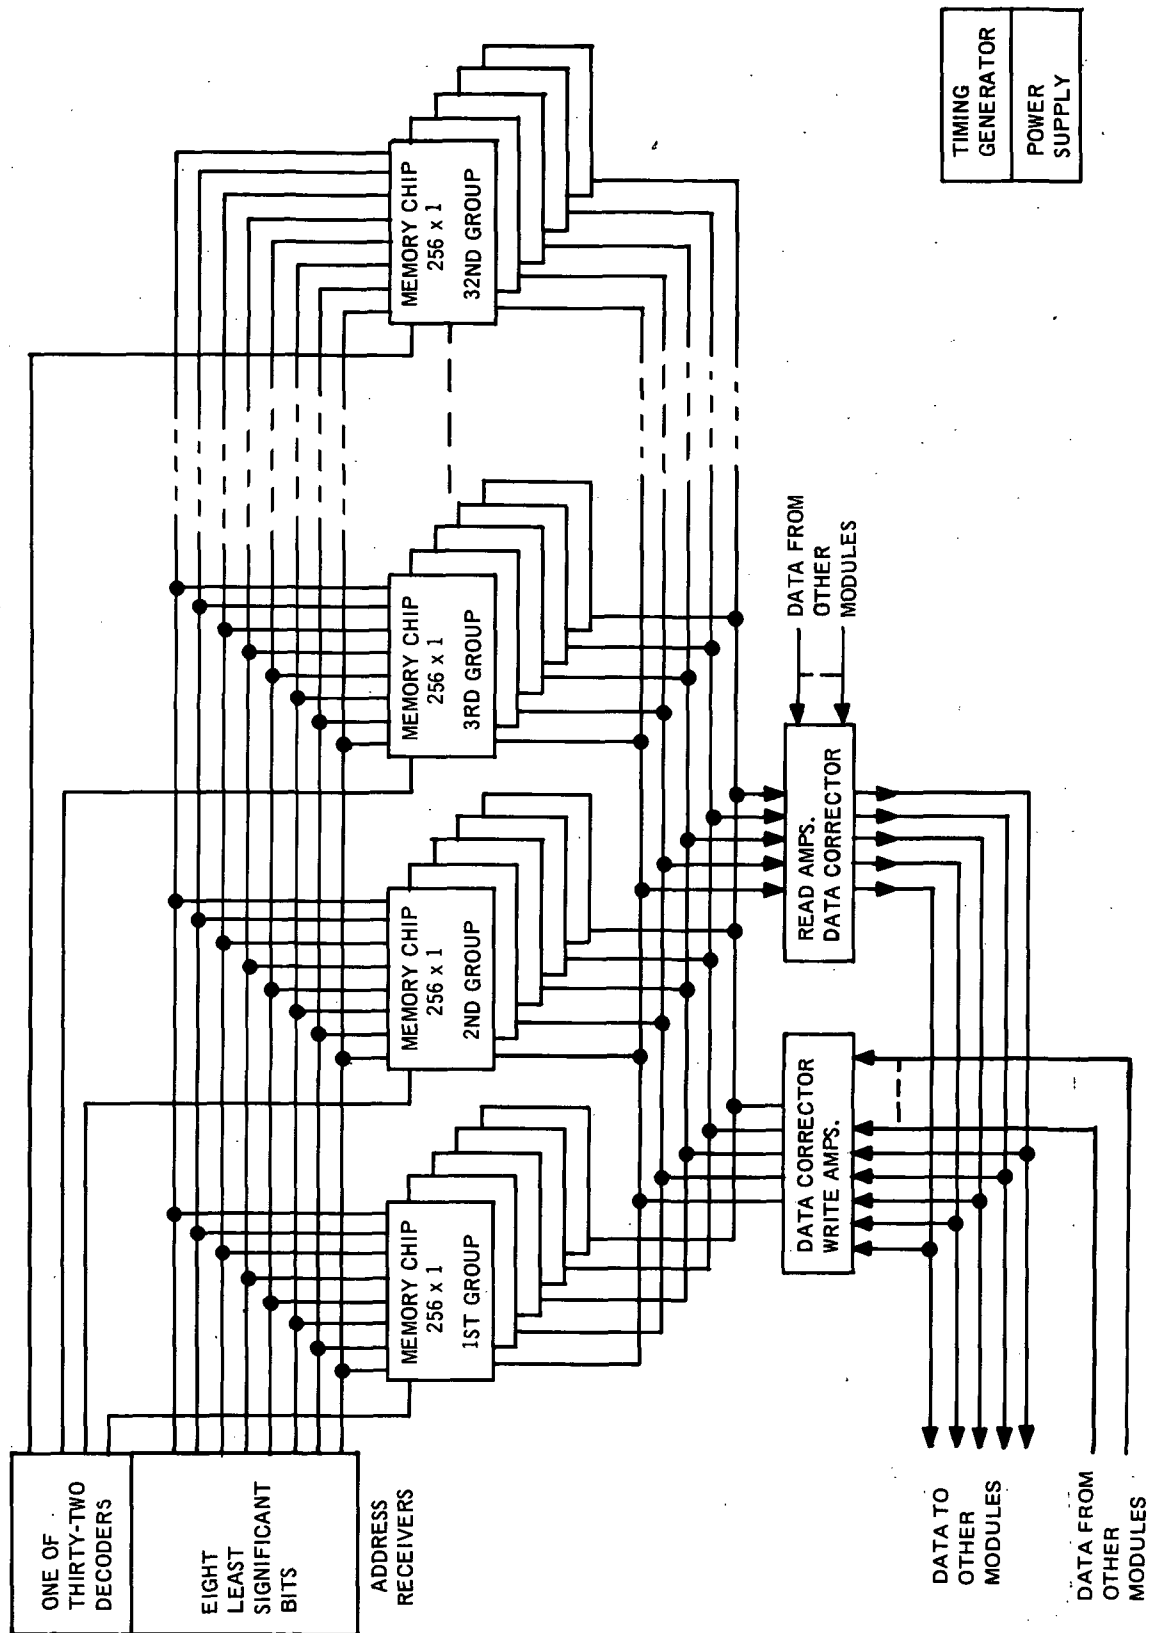 ONE OF
THIRTY-TWO
DECODERS
EIGHT
LEAST
SIGNIFICANT
BITS
ADDRESS
RECEIVERS
MEMORY CHIP
256 x 1
1ST GROUP
MEMORY CHIP
256 x 1
2ND GROUP
MEMORY CHIP
256 x 1
3RD GROUP
MEMORY CHIP
256 x 1
32ND GROUP
DATA CORRECTOR
WRITE AMPS.
READ AMPS.
DATA CORRECTOR
DATA FROM
OTHER
MODULES
DATA TO
OTHER
MODULES
DATA FROM
OTHER
MODULES
TIMING
GENERATOR
POWER
SUPPLY